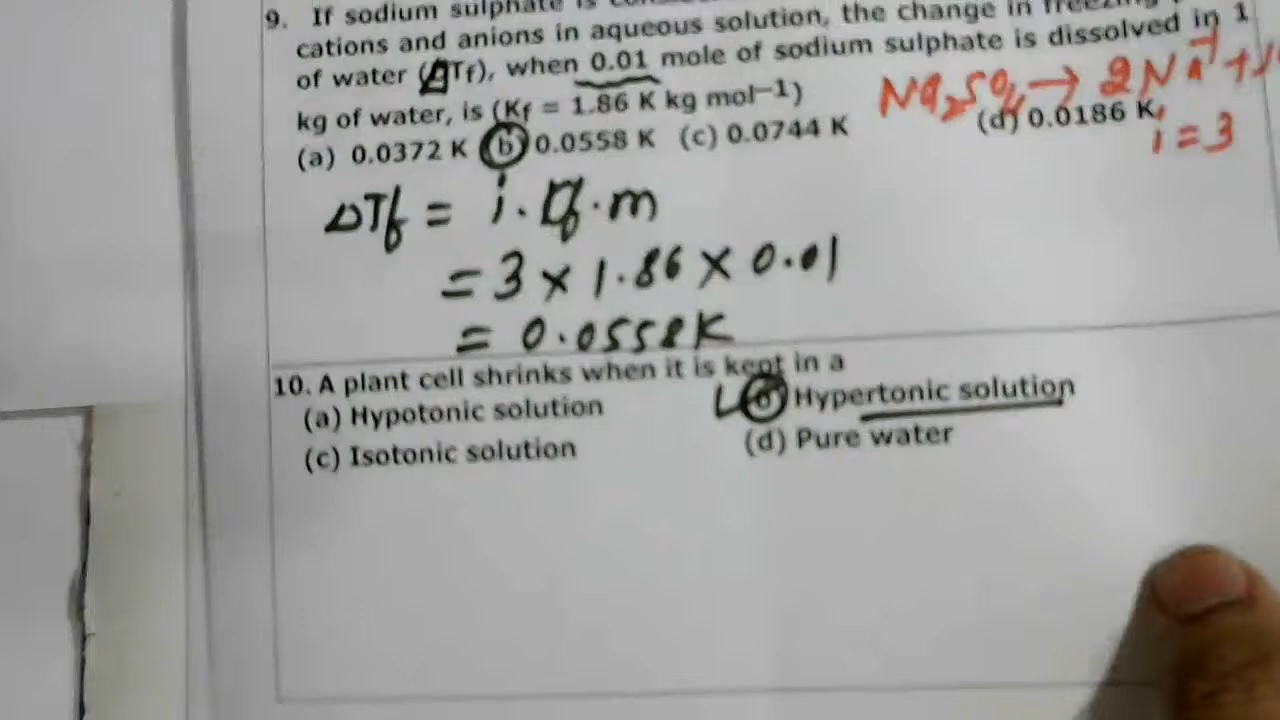 9. If sodium sulphate is
cations and anions in aqueous solution, the change in
of water (ΔTf), when 0.01 mole of sodium sulphate is dissolved in 1
kg of water, is (Kf = 1.86 K kg mol−1)
Na2SO4 → 2Na+ +
(a) 0.0372 K (b) 0.0558 K (c) 0.0744 K (d) 0.0186 K
i = 3
ΔTf = i . Kf . m
= 3 × 1.86 × 0.01
= 0.0558K
10. A plant cell shrinks when it is kept in a
(a) Hypotonic solution (b) Hypertonic solution
(c) Isotonic solution (d) Pure water